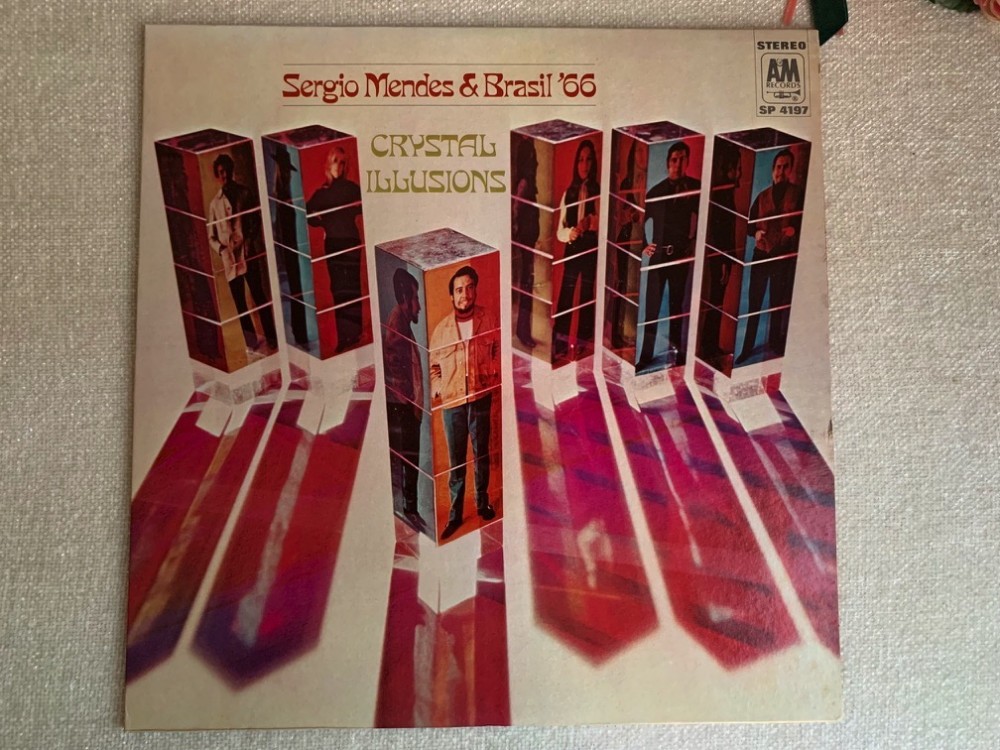 Sergio Mendes & Brasil '66
CRYSTAL
ILLUSIONS
STEREO
A&M
RECORDS
SP 4197